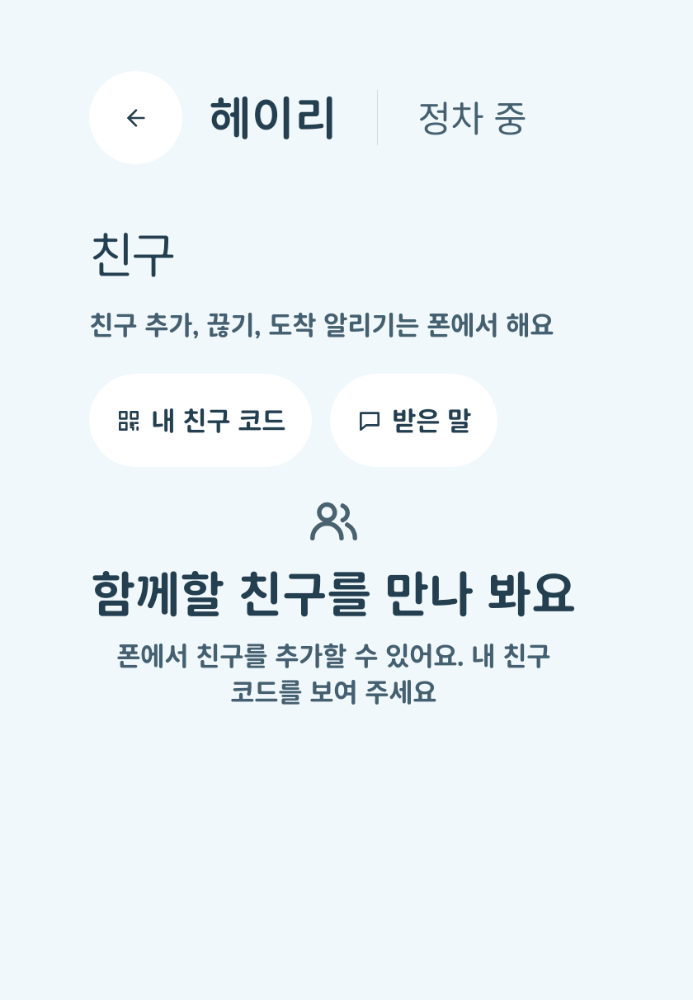 헤이리
정차 중
친구
친구 추가, 끊기, 도착 알리기는 폰에서 해요
내 친구 코드
받은 말
함께할 친구를 만나 봐요
폰에서 친구를 추가할 수 있어요. 내 친구
코드를 보여 주세요